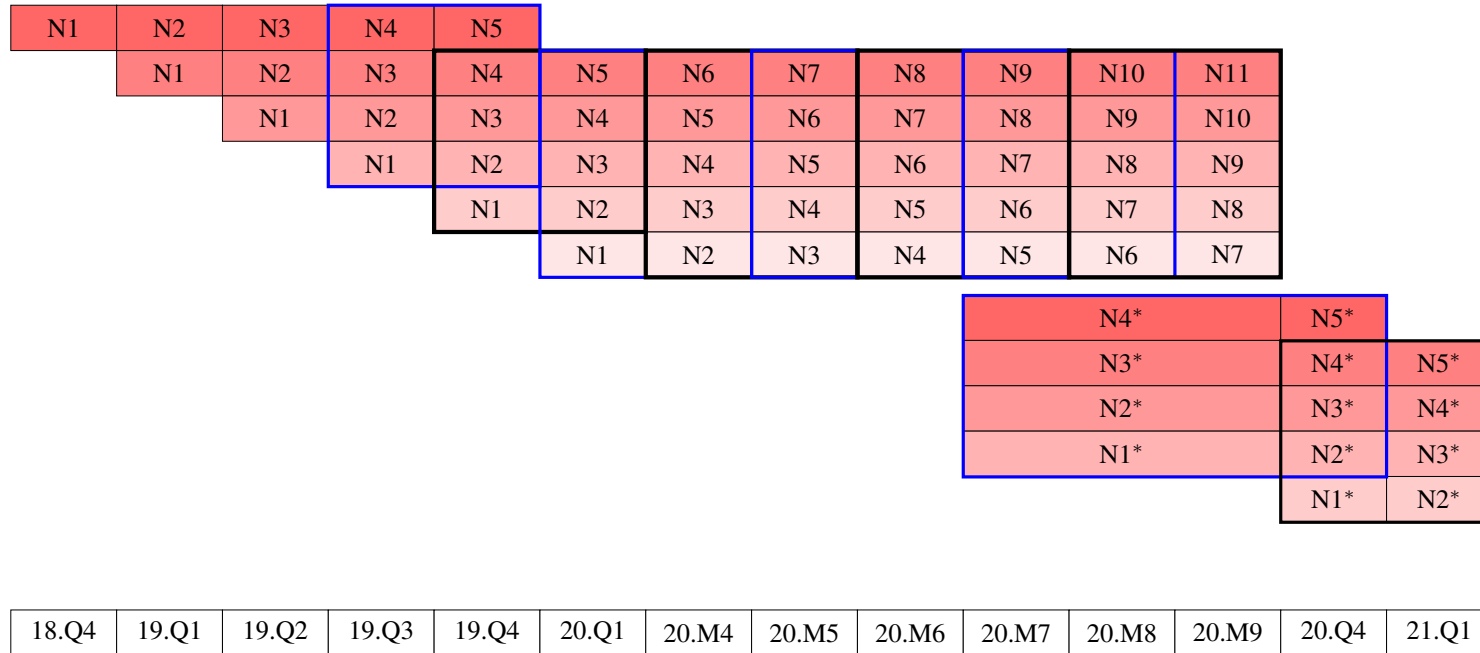 N1 N2 N3 N4 N5
N1 N2 N3 N4 N5 N6 N7 N8 N9 N10 N11
N1 N2 N3 N4 N5 N6 N7 N8 N9 N10
N1 N2 N3 N4 N5 N6 N7 N8 N9
N1 N2 N3 N4 N5 N6 N7 N8
N1 N2 N3 N4 N5 N6 N7
N4* N5*
N3* N4* N5*
N2* N3* N4*
N1* N2* N3*
N1* N2*
18.Q4 19.Q1 19.Q2 19.Q3 19.Q4 20.Q1 20.M4 20.M5 20.M6 20.M7 20.M8 20.M9 20.Q4 21.Q1